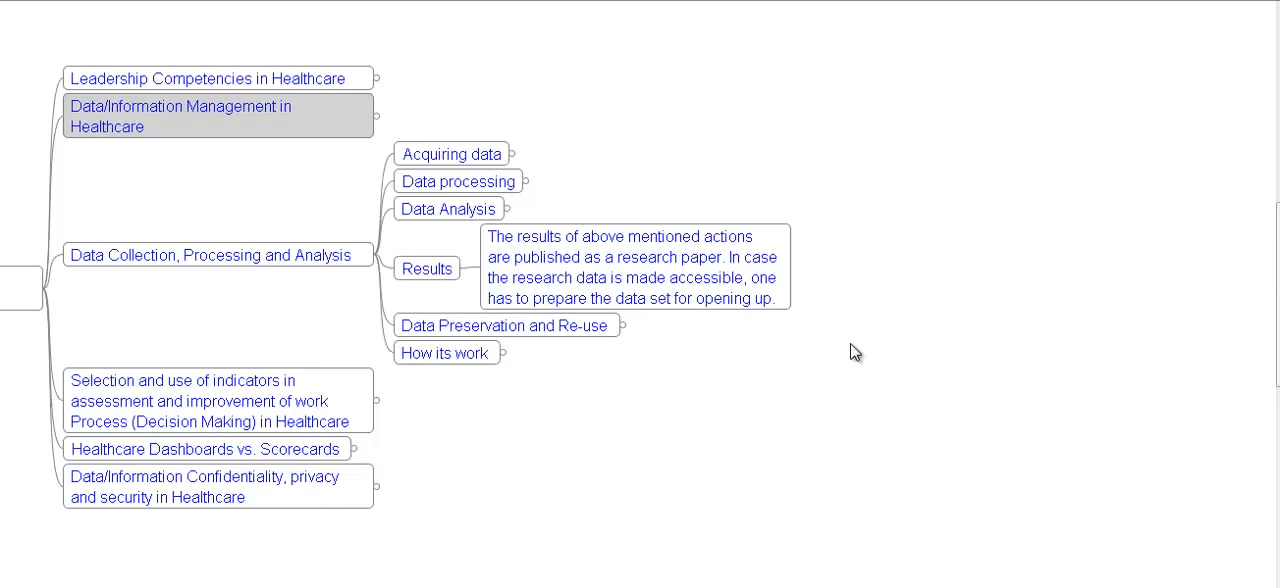 Leadership Competencies in Healthcare
Data/Information Management in
Healthcare
Data Collection, Processing and Analysis
Acquiring data
Data processing
Data Analysis
Results
The results of above mentioned actions
are published as a research paper. In case
the research data is made accessible, one
has to prepare the data set for opening up.
Data Preservation and Re-use
How its work
Selection and use of indicators in
assessment and improvement of work
Process (Decision Making) in Healthcare
Healthcare Dashboards vs. Scorecards
Data/Information Confidentiality, privacy
and security in Healthcare